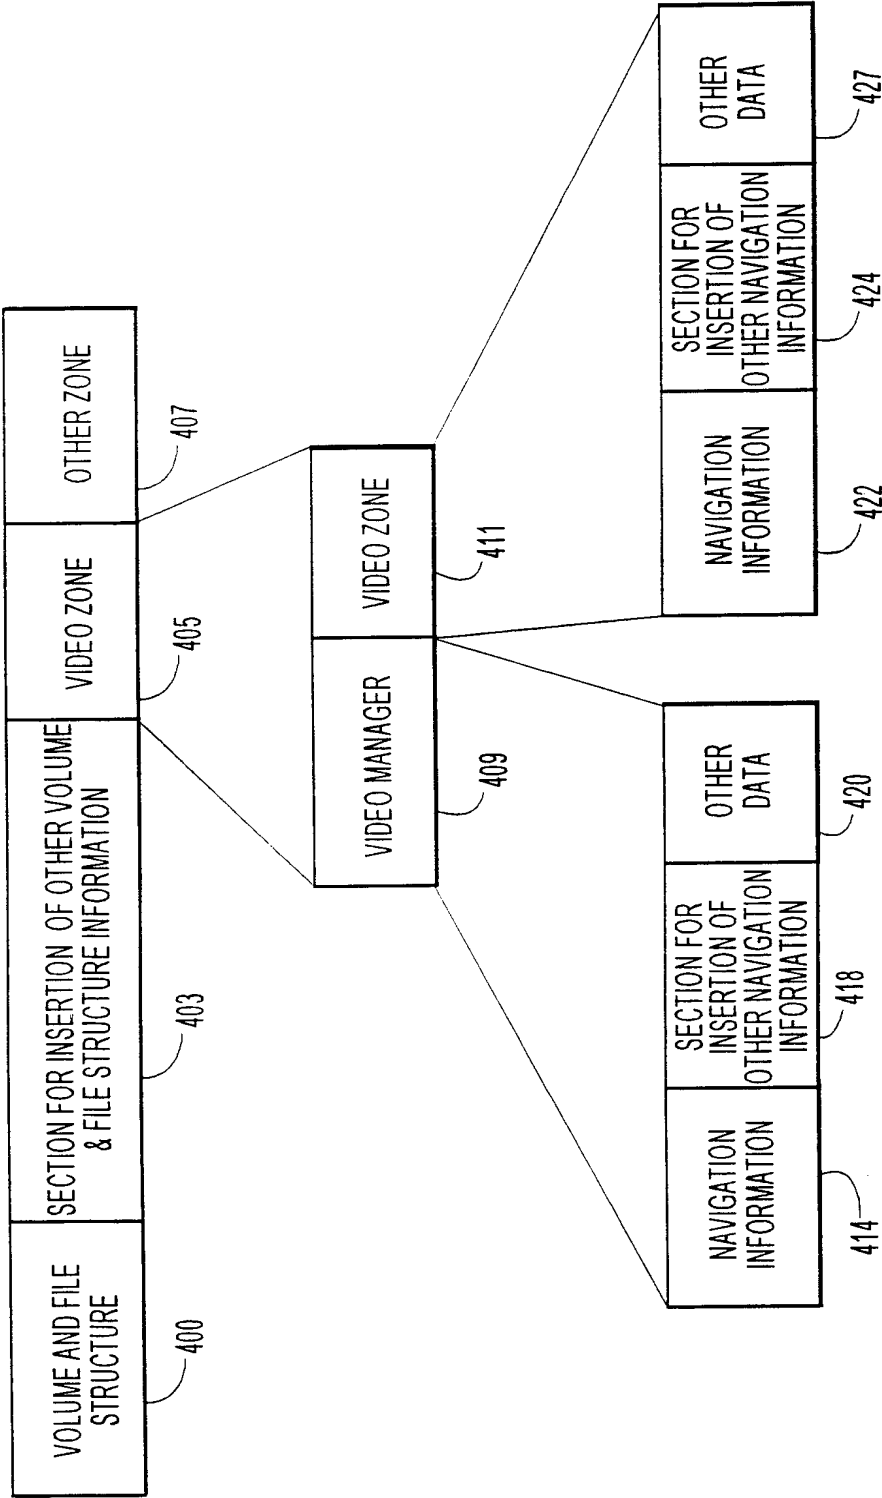 VOLUME AND FILE
STRUCTURE
400
SECTION FOR INSERTION OF OTHER VOLUME
& FILE STRUCTURE INFORMATION
403
VIDEO ZONE
405
OTHER ZONE
407
VIDEO MANAGER
409
VIDEO ZONE
411
NAVIGATION
INFORMATION
414
SECTION FOR
INSERTION OF
OTHER NAVIGATION
INFORMATION
418
OTHER
DATA
420
NAVIGATION
INFORMATION
422
SECTION FOR
INSERTION OF
OTHER NAVIGATION
INFORMATION
424
OTHER
DATA
427